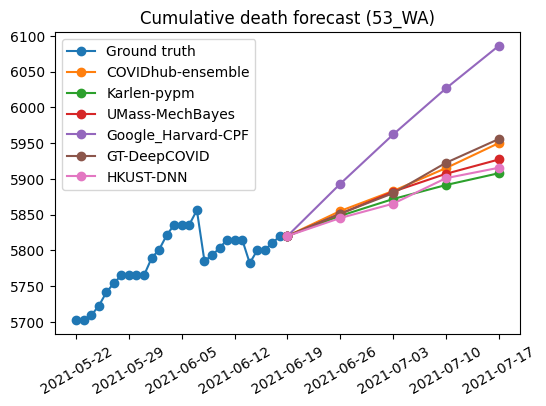 Cumulative death forecast (53_WA)
6100
6050
6000
5950
5900
5850
5800
5750
5700
Ground truth
COVIDhub-ensemble
Karlen-pypm
UMass-MechBayes
Google_Harvard-CPF
GT-DeepCOVID
HKUST-DNN
2021-05-22
2021-05-29
2021-06-05
2021-06-12
2021-06-19
2021-06-26
2021-07-03
2021-07-10
2021-07-17